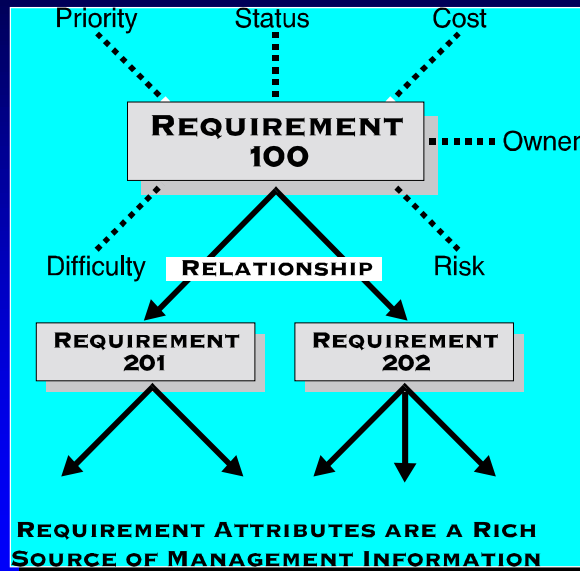 Priority Status Cost
REQUIREMENT
100
Owner
Difficulty RELATIONSHIP Risk
REQUIREMENT
201
REQUIREMENT
202
REQUIREMENT ATTRIBUTES ARE A RICH
SOURCE OF MANAGEMENT INFORMATION